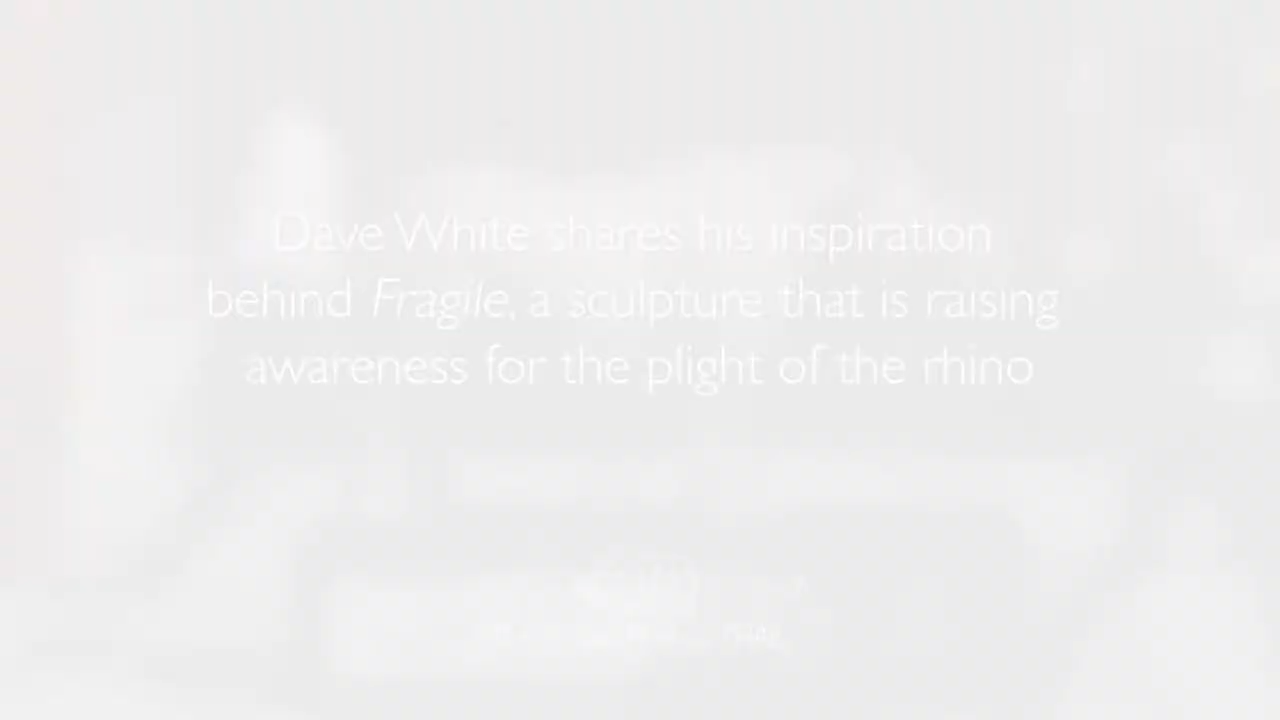 Dave White shares his inspiration
behind Fragile, a sculpture that is raising
awareness for the plight of the rhino